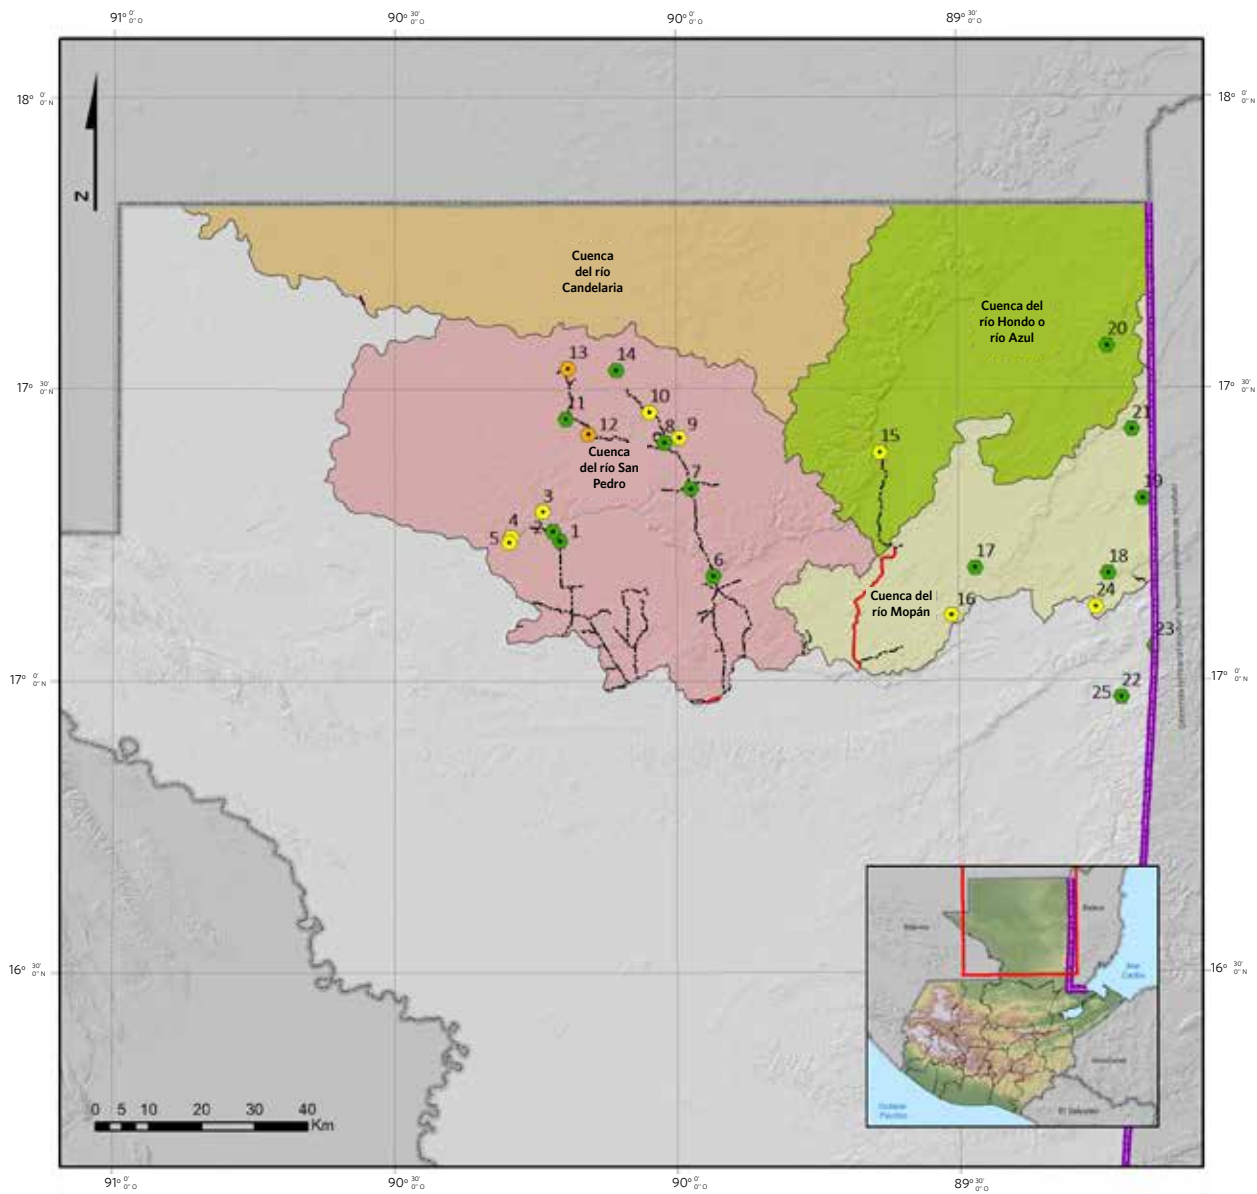 91° 0' 0" O
90° 30' 0" O
90° 0' 0" O
89° 30' 0" O
18° 0' 0" N
18° 0' 0" N
N
Cuenca
del río
Candelaria
Cuenca del
río Hondo o
río Azul
20
13
14
17° 30' 0" N
17° 30' 0" N
10
11
12
8
9
21
15
Cuenca
del río San
Pedro
7
19
3
4
2
1
5
6
17
18
24
Cuenca del
río Mopán
16
23
17° 0' 0" N
17° 0' 0" N
22
25
16° 30' 0" N
16° 30' 0" N
Belice
Mar
Caribe
Honduras
Océano
Pacífico
El Salvador
0 5 10 20 30 40
Km
91° 0' 0" O
90° 30' 0" O
90° 0' 0" O
89° 30' 0" O